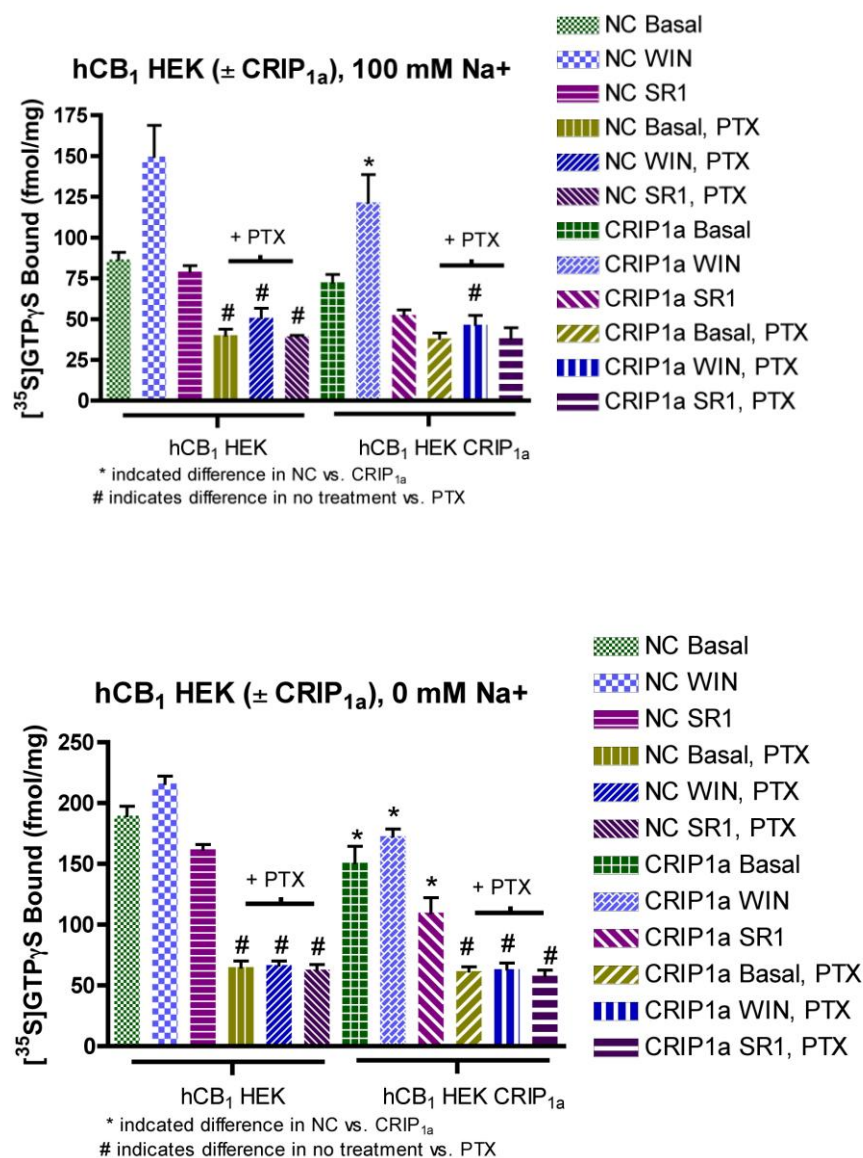 hCB₁ HEK (± CRIP₁ₐ), 100 mM Na+
[³⁵S]GTPγS Bound (fmol/mg)
175
150
125
100
75
50
25
0
# # #
+ PTX
*
#
+ PTX
hCB₁ HEK
hCB₁ HEK CRIP₁ₐ
* indcated difference in NC vs. CRIP₁ₐ
# indicates difference in no treatment vs. PTX
NC Basal
NC WIN
NC SR1
NC Basal, PTX
NC WIN, PTX
NC SR1, PTX
CRIP1a Basal
CRIP1a WIN
CRIP1a SR1
CRIP1a Basal, PTX
CRIP1a WIN, PTX
CRIP1a SR1, PTX
hCB₁ HEK (± CRIP₁ₐ), 0 mM Na+
[³⁵S]GTPγS Bound (fmol/mg)
250
200
150
100
50
0
+ PTX
# # #
* * *
+ PTX
# # #
hCB₁ HEK
hCB₁ HEK CRIP₁ₐ
* indcated difference in NC vs. CRIP₁ₐ
# indicates difference in no treatment vs. PTX
NC Basal
NC WIN
NC SR1
NC Basal, PTX
NC WIN, PTX
NC SR1, PTX
CRIP1a Basal
CRIP1a WIN
CRIP1a SR1
CRIP1a Basal, PTX
CRIP1a WIN, PTX
CRIP1a SR1, PTX